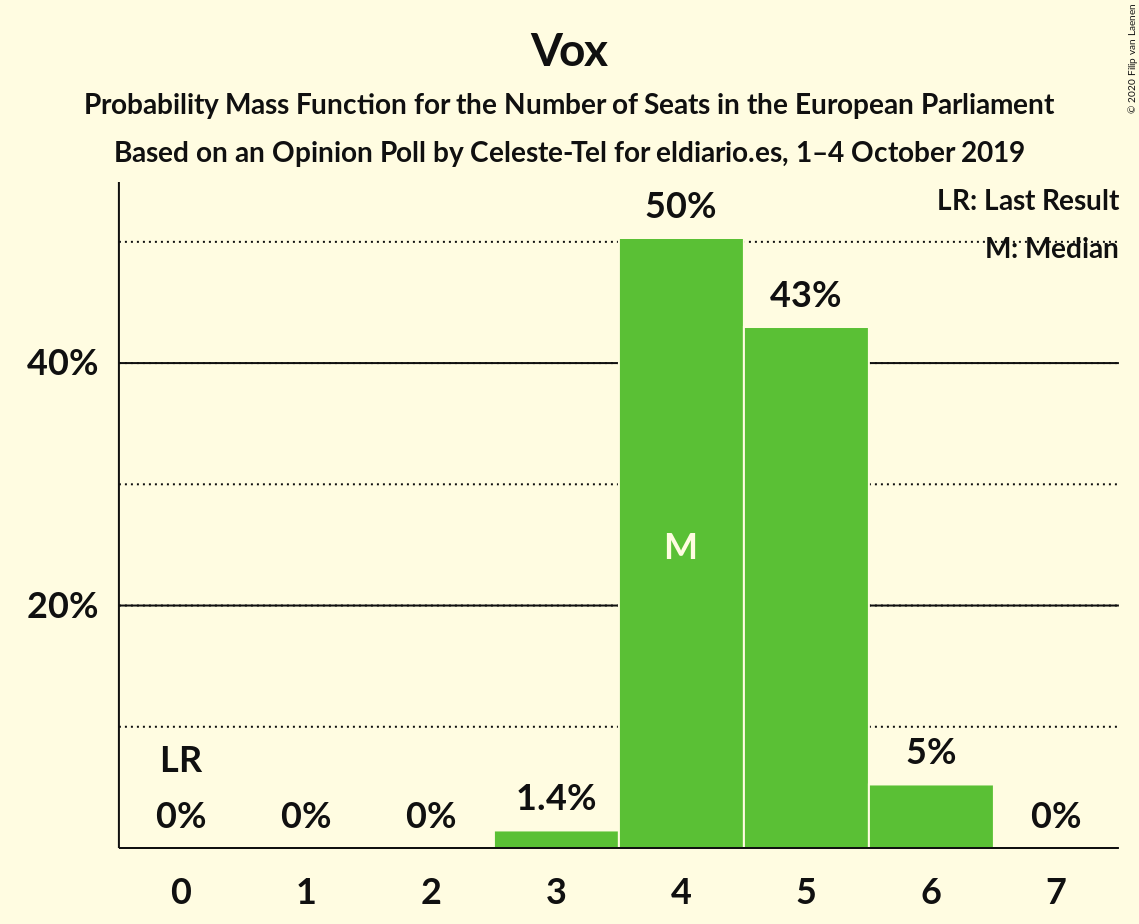 Vox
Probability Mass Function for the Number of Seats in the European Parliament
Based on an Opinion Poll by Celeste-Tel for eldiario.es, 1–4 October 2019
© 2020 Filip van Laenen
LR: Last Result
M: Median
50%
43%
40%
M
20%
LR
5%
1.4%
0%
0%
0%
0%
0
1
2
3
4
5
6
7